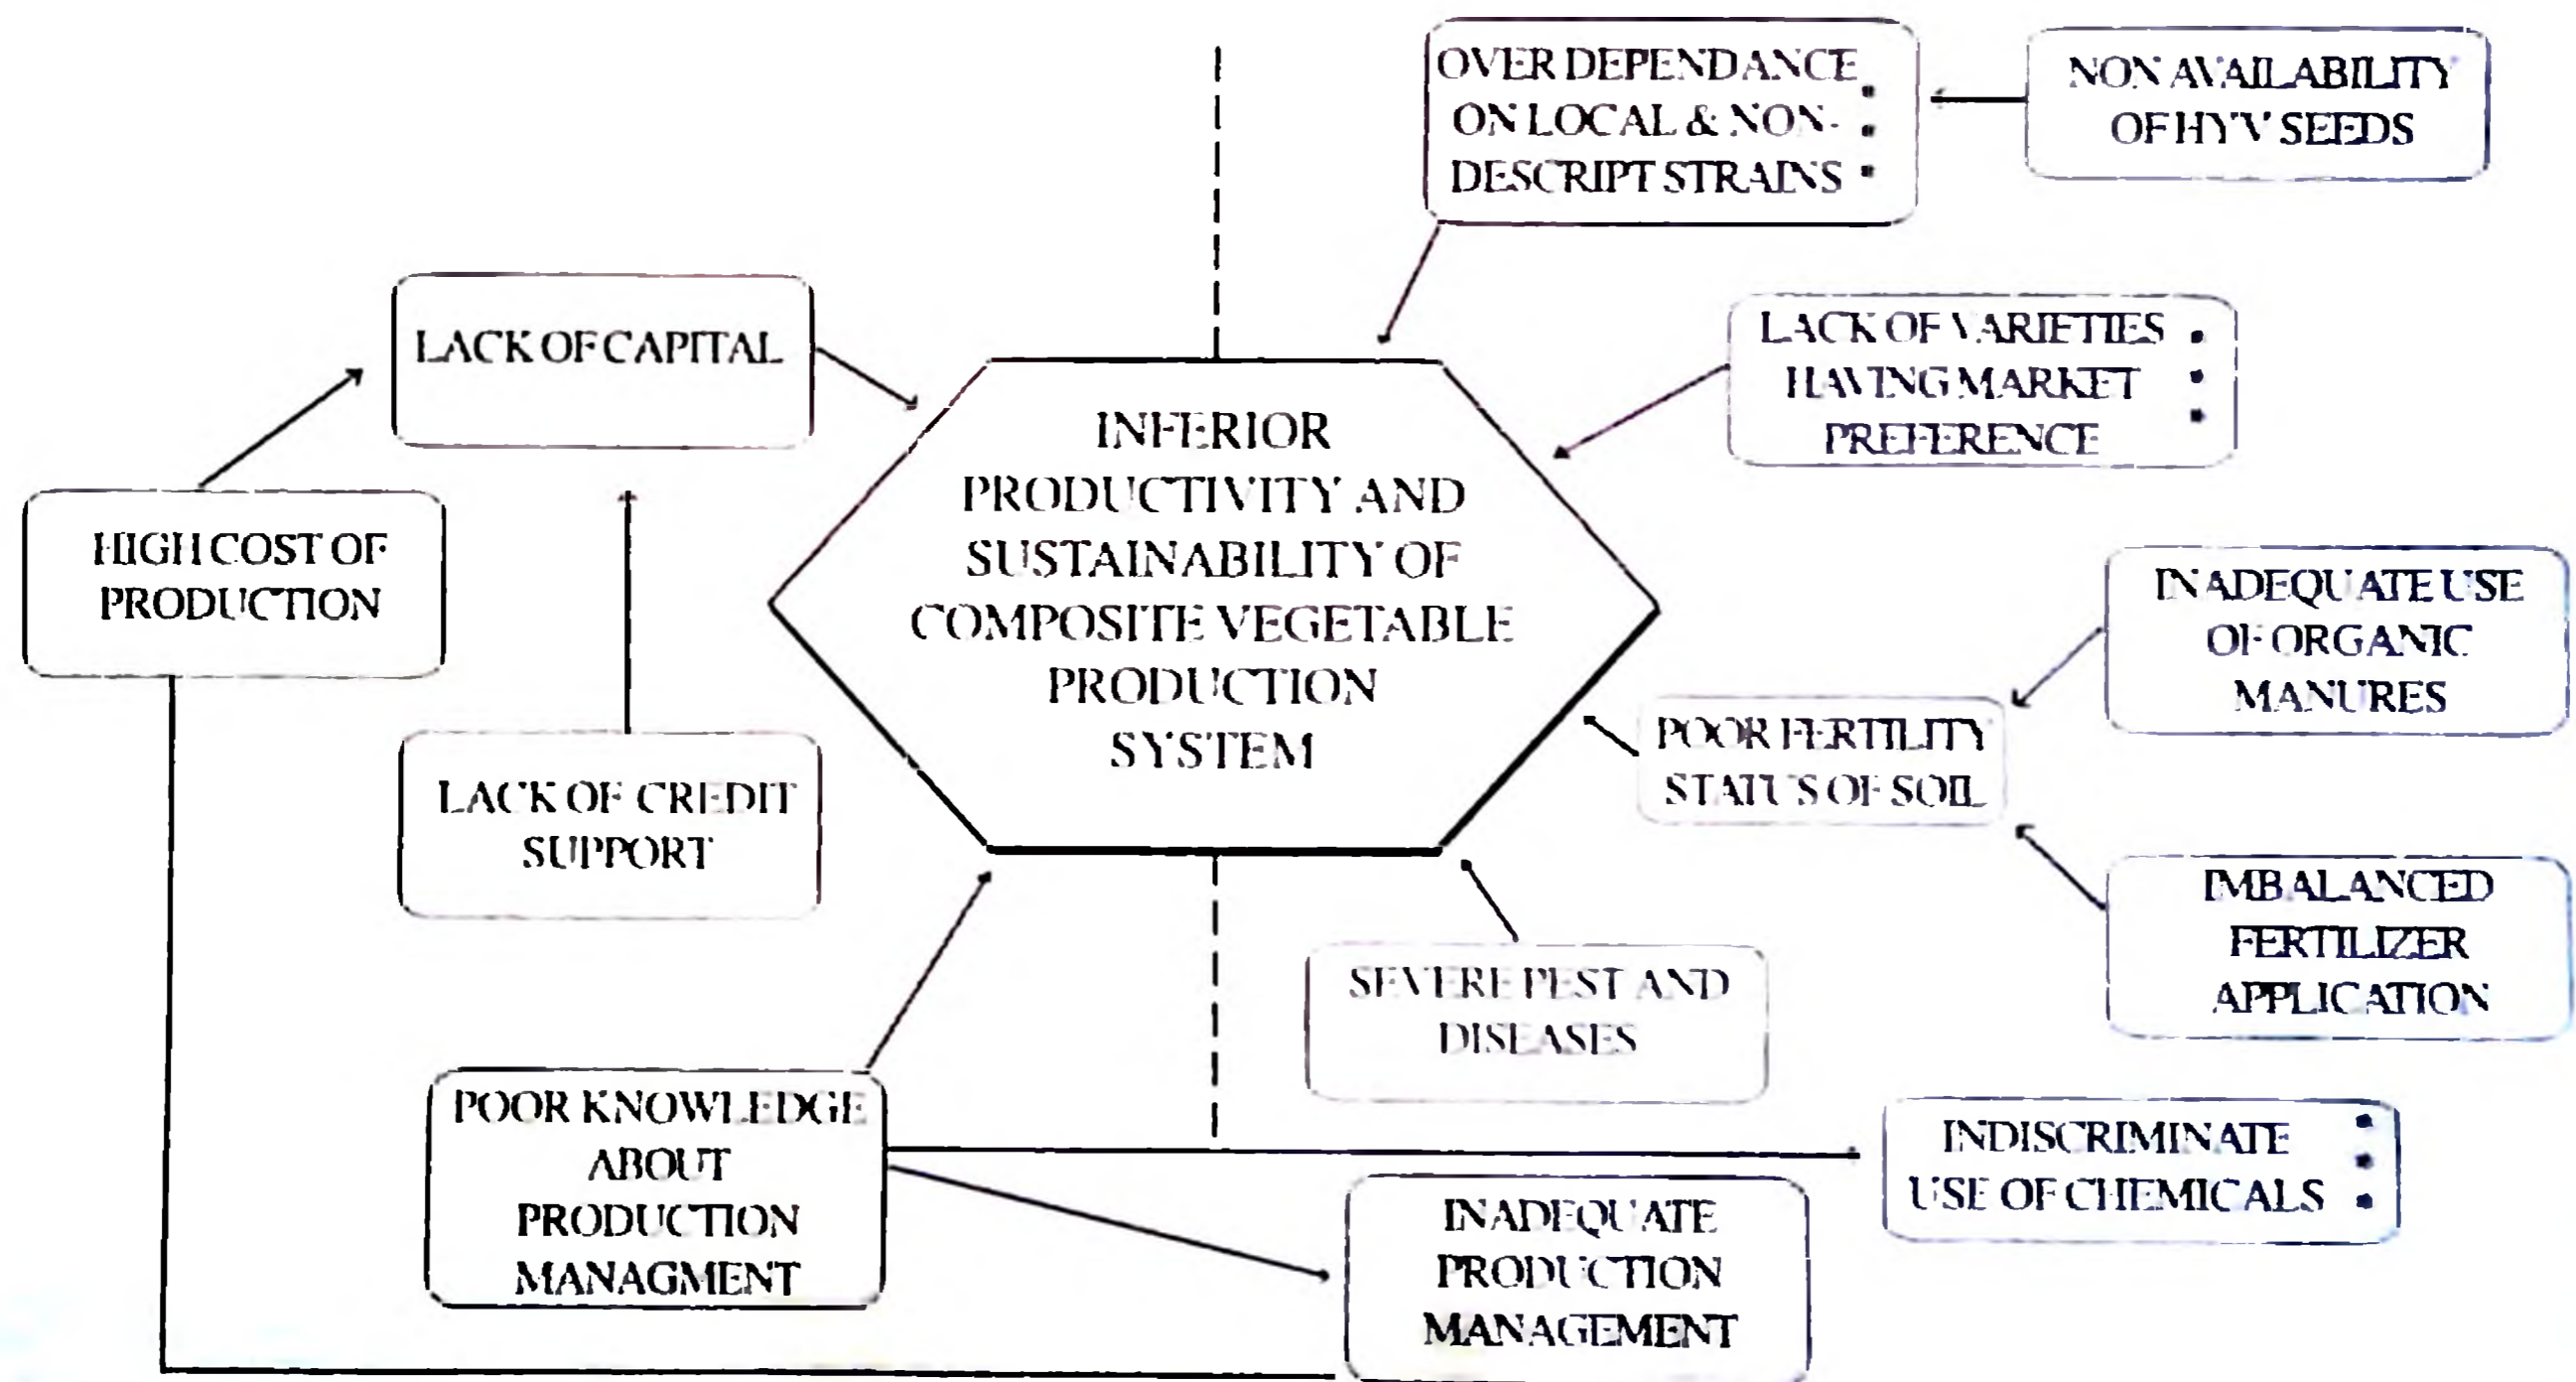 OVER DEPENDANCE
ON LOCAL & NON-
DESCRIPT STRAINS
NON AVAILABILITY
OF HYV SEEDS
LACK OF CAPITAL
LACK OF VARIETIES
HAVING MARKET
PREFERENCE
HIGH COST OF
PRODUCTION
INFERIOR
PRODUCTIVITY AND
SUSTAINABILITY OF
COMPOSITE VEGETABLE
PRODUCTION
SYSTEM
INADEQUATE USE
OF ORGANIC
MANURES
POOR FERTILITY
STATUS OF SOIL
LACK OF CREDIT
SUPPORT
IMBALANCED
FERTILIZER
APPLICATION
SEVERE PEST AND
DISEASES
POOR KNOWLEDGE
ABOUT
PRODUCTION
MANAGMENT
INDISCRIMINATE
USE OF CHEMICALS
INADEQUATE
PRODUCTION
MANAGEMENT